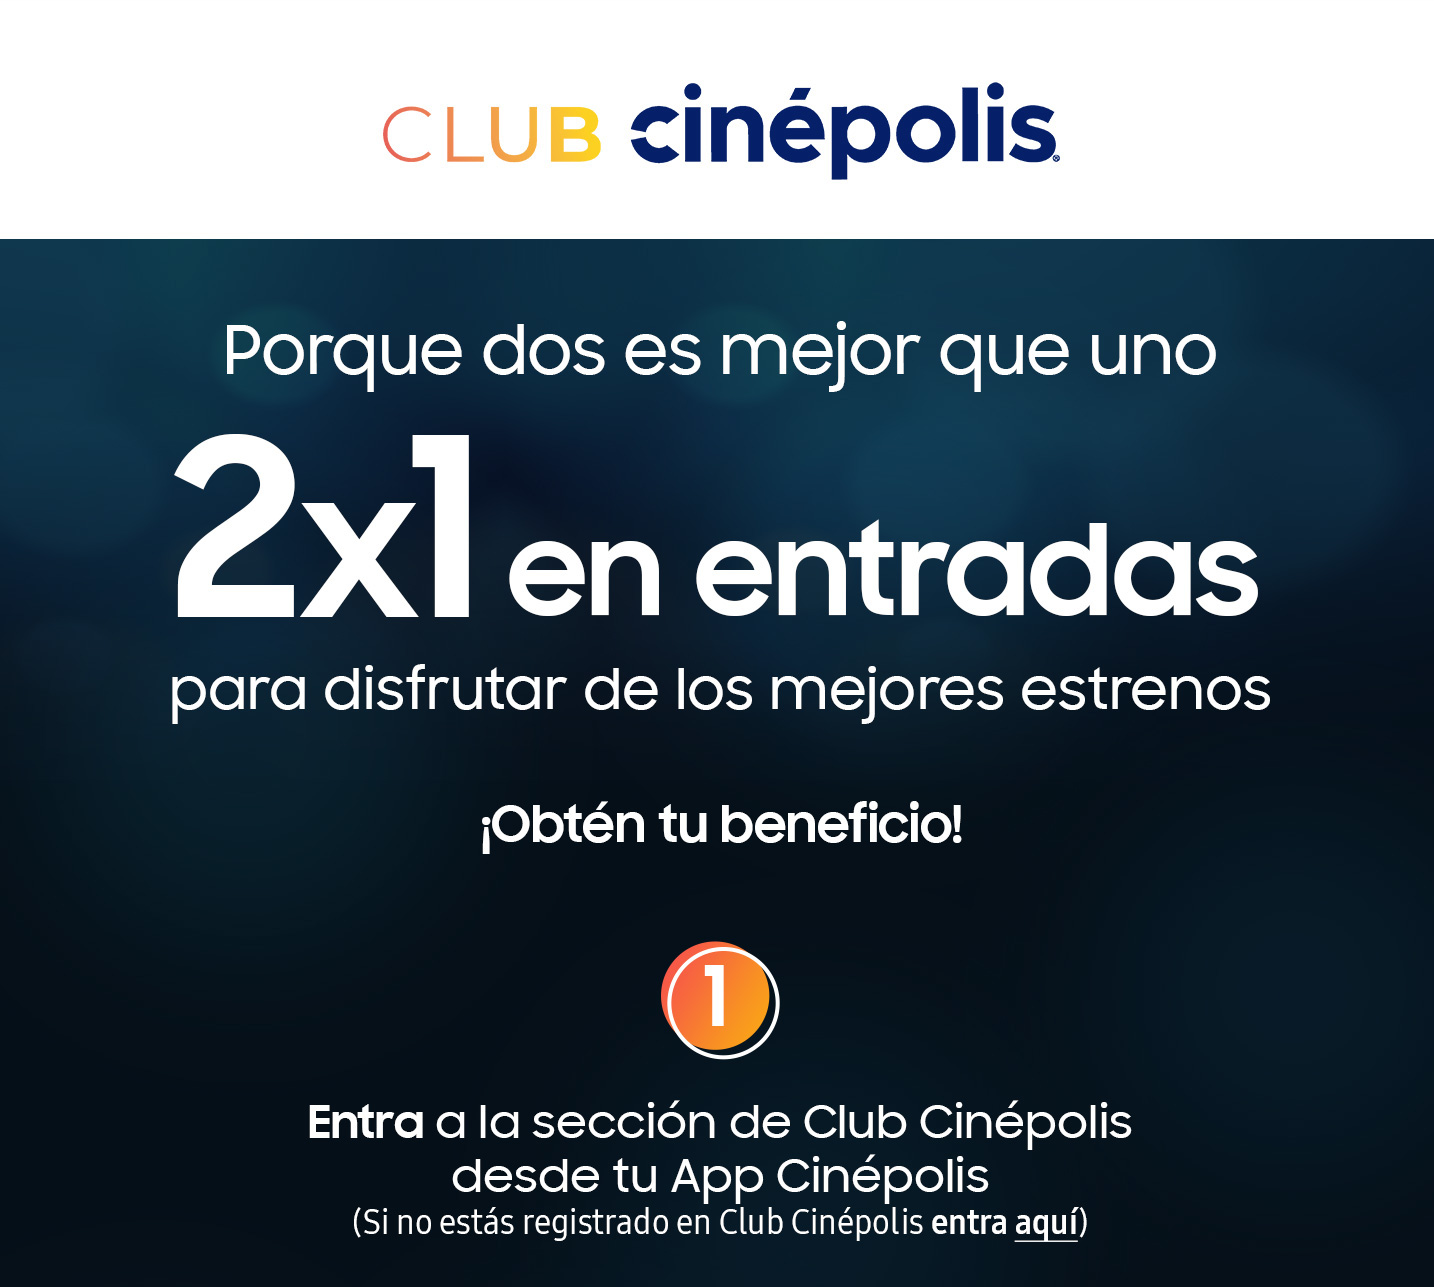 CLUB cinépolis®
Porque dos es mejor que uno
2x1 en entradas
para disfrutar de los mejores estrenos
¡Obtén tu beneficio!
1
Entra a la sección de Club Cinépolis
desde tu App Cinépolis
(Si no estás registrado en Club Cinépolis entra aquí)